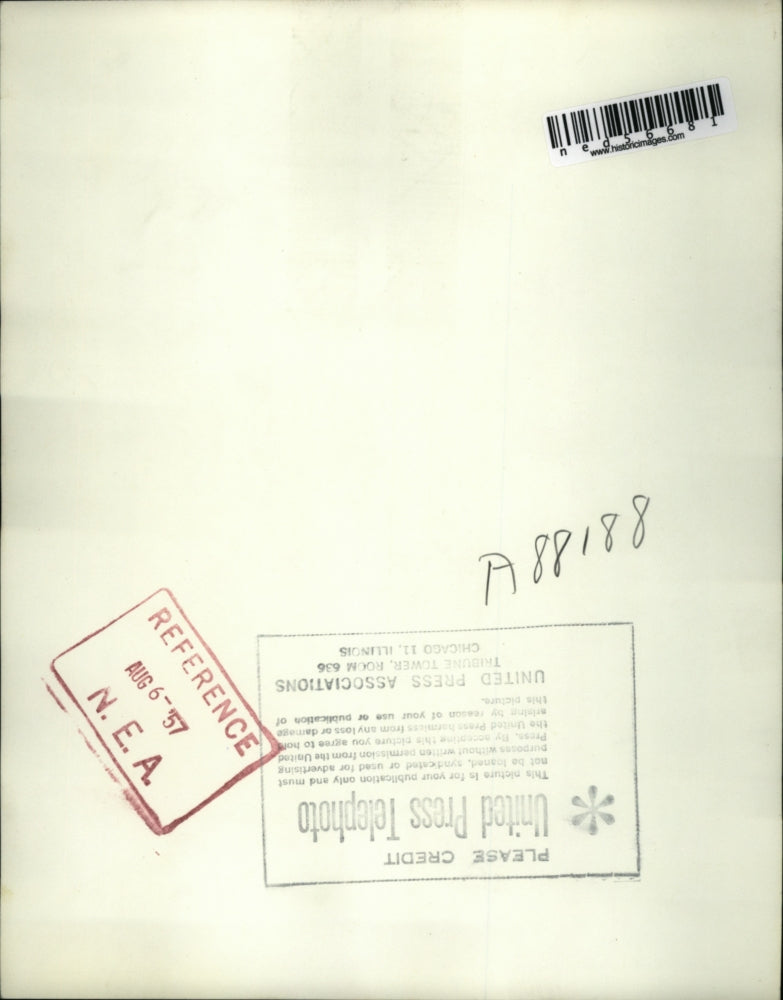 ned56681
www.historicimages.com
A88188
REFERENCE
AUG 6-'57
N. E. A.
PLEASE CREDIT
United Press Telephoto
This picture is for your publication only and must
not be loaned, syndicated or used for advertising
purposes without written permission from the United
Press. By accepting this picture you agree to hold
the United Press harmless from any loss or damage
arising by reason of your use or publication of
this picture.
UNITED PRESS ASSOCIATIONS
TRIBUNE TOWER, ROOM 636
CHICAGO 11, ILLINOIS